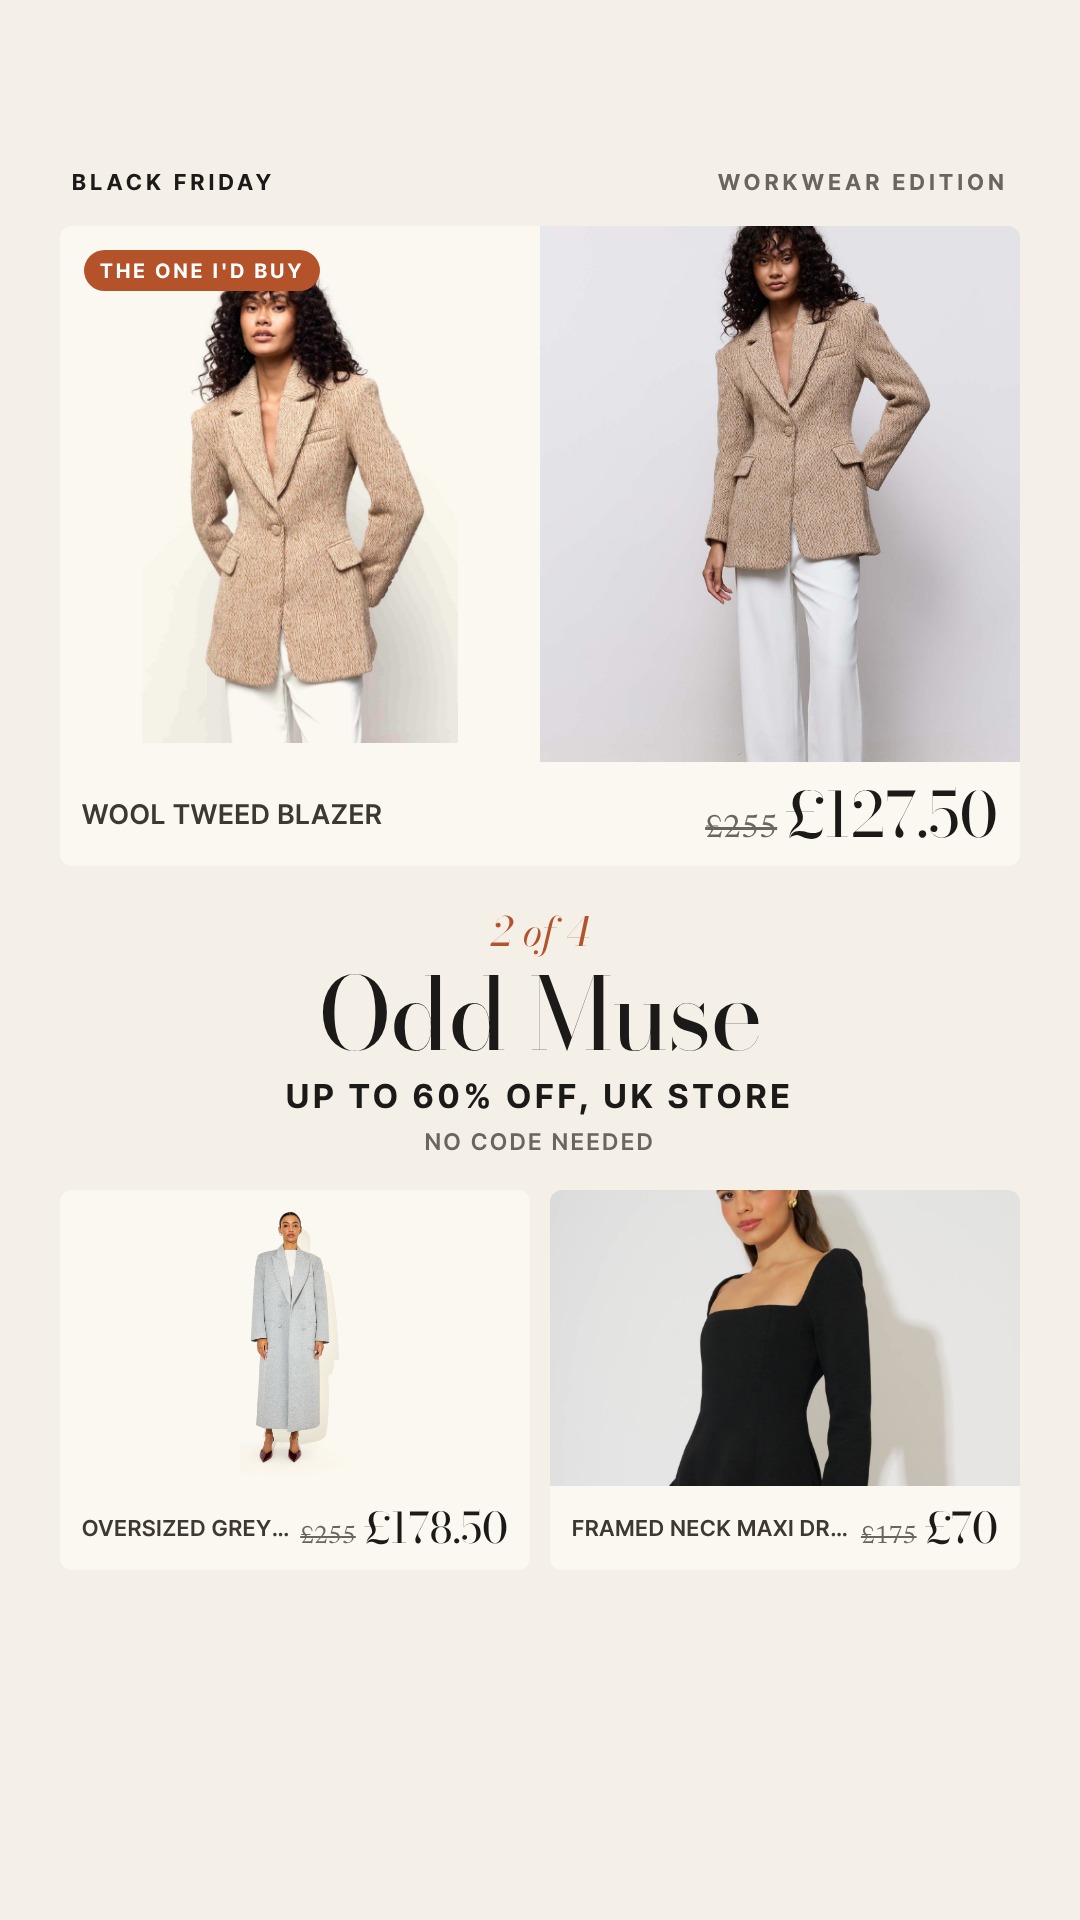 BLACK FRIDAY
WORKWEAR EDITION
THE ONE I'D BUY
WOOL TWEED BLAZER
£255 £127.50
2 of 4
Odd Muse
UP TO 60% OFF, UK STORE
NO CODE NEEDED
OVERSIZED GREY... £255 £178.50
FRAMED NECK MAXI DR... £175 £70